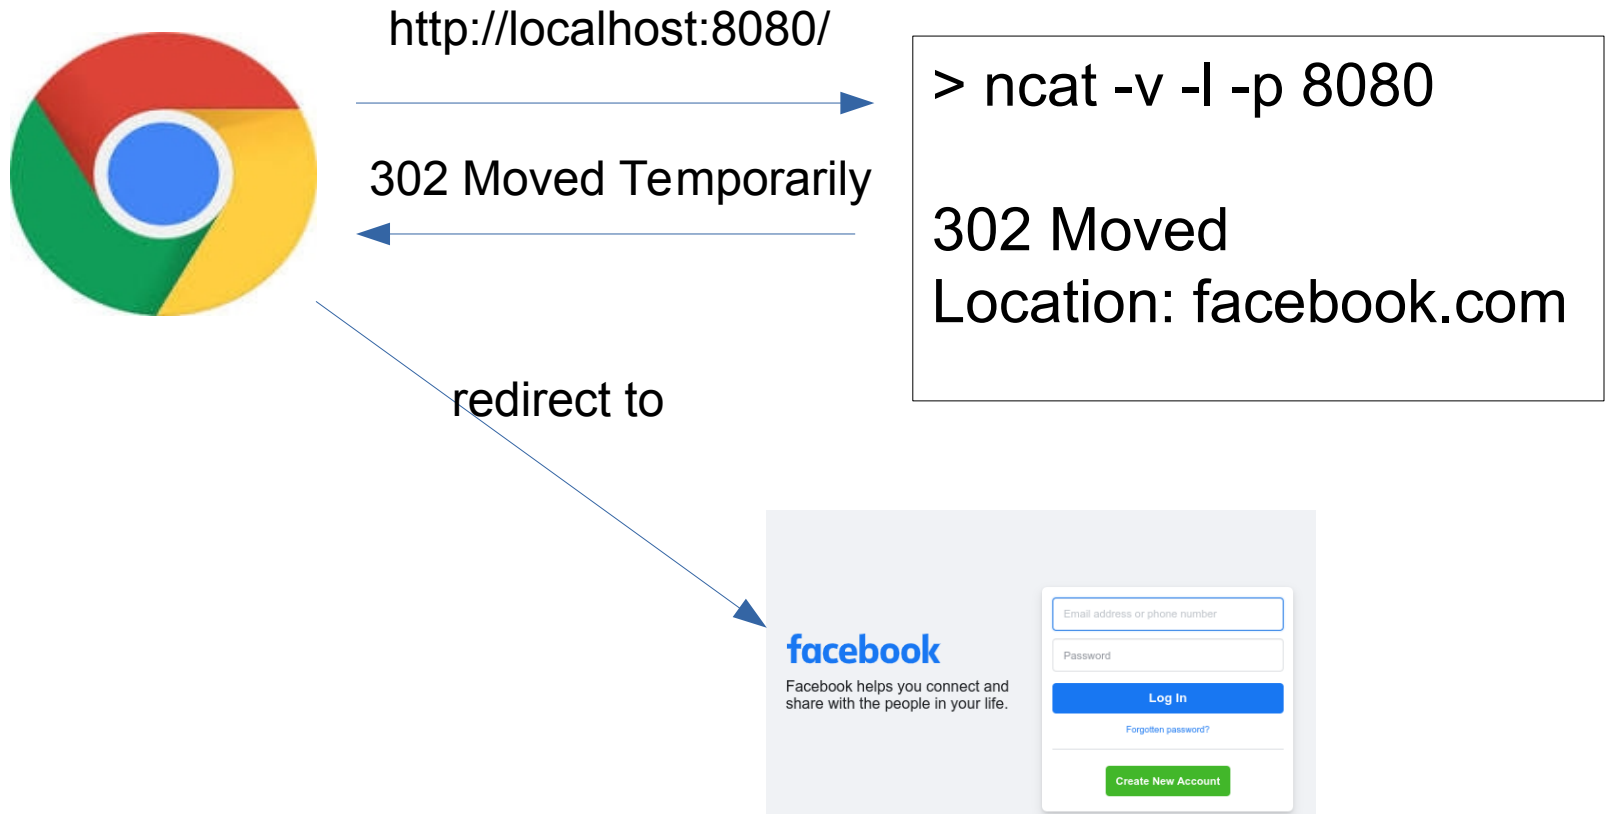 http://localhost:8080/
> ncat -v -l -p 8080
302 Moved Temporarily
302 Moved
Location: facebook.com
redirect to
facebook
Facebook helps you connect and
share with the people in your life.
Email address or phone number
Password
Log In
Forgotten password?
Create New Account